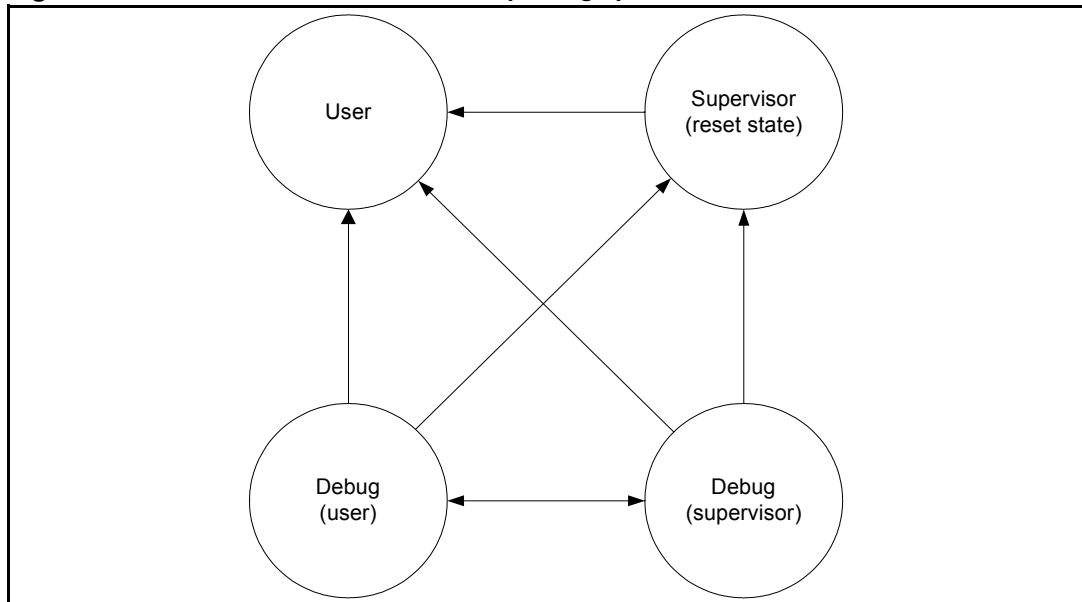 User
Supervisor
(reset state)
Debug
(user)
Debug
(supervisor)